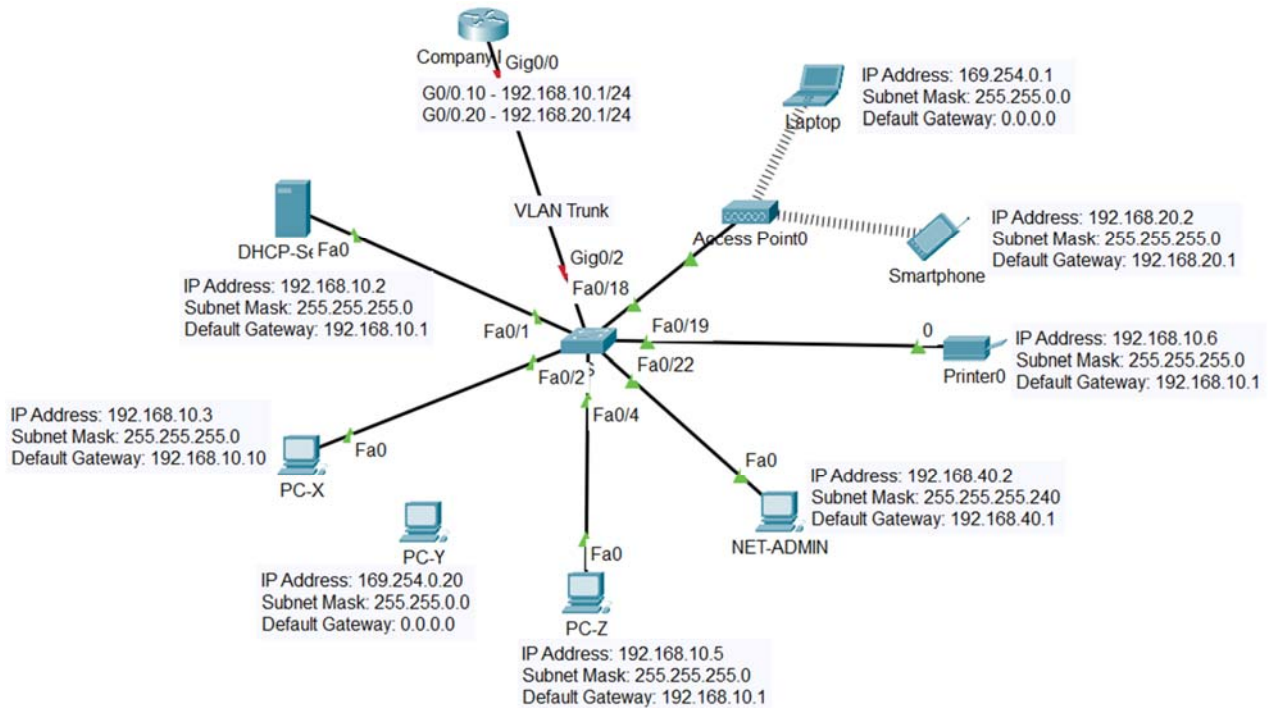 Company
Gig0/0
G0/0.10 - 192.168.10.1/24
G0/0.20 - 192.168.20.1/24
IP Address: 169.254.0.1
Subnet Mask: 255.255.0.0
Default Gateway: 0.0.0.0
Laptop
VLAN Trunk
Access Point0
IP Address: 192.168.20.2
Subnet Mask: 255.255.255.0
Default Gateway: 192.168.20.1
Smartphone
DHCP-Se
Fa0
IP Address: 192.168.10.2
Subnet Mask: 255.255.255.0
Default Gateway: 192.168.10.1
Gig0/2
Fa0/18
Fa0/1
Fa0/19
0
IP Address: 192.168.10.6
Subnet Mask: 255.255.255.0
Default Gateway: 192.168.10.1
Printer0
Fa0/2
Fa0/22
Fa0/4
IP Address: 192.168.10.3
Subnet Mask: 255.255.255.0
Default Gateway: 192.168.10.10
Fa0
PC-X
Fa0
IP Address: 192.168.40.2
Subnet Mask: 255.255.255.240
Default Gateway: 192.168.40.1
NET-ADMIN
PC-Y
IP Address: 169.254.0.20
Subnet Mask: 255.255.0.0
Default Gateway: 0.0.0.0
Fa0
PC-Z
IP Address: 192.168.10.5
Subnet Mask: 255.255.255.0
Default Gateway: 192.168.10.1